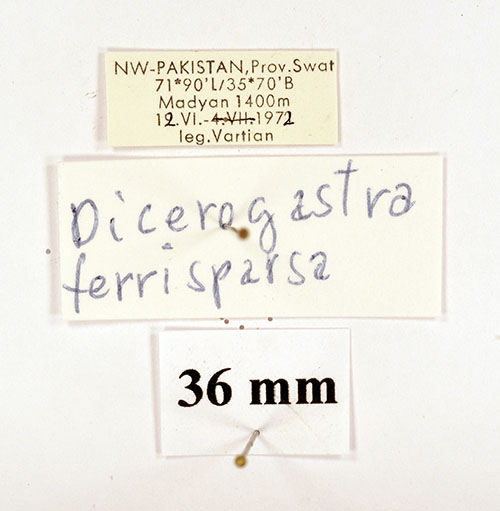 NW-PAKISTAN,Prov.Swat
71°90'L/35°70'B
Madyan 1400m
12.VI.-4.VII.1972
leg.Vartian
Dicerogastra
ferrisparsa
36 mm